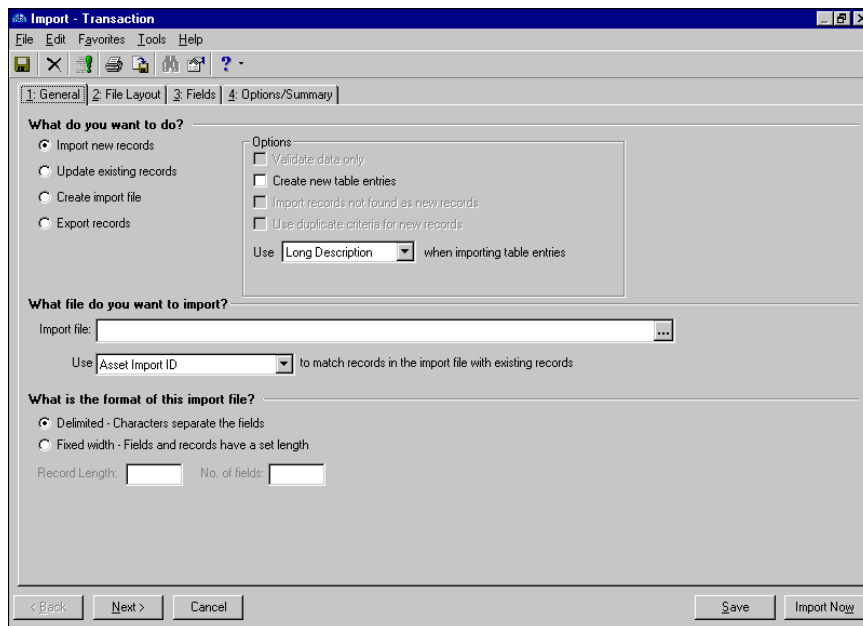 Import - Transaction
File Edit Favorites Tools Help
1: General 2: File Layout 3: Fields 4: Options/Summary
What do you want to do?
Import new records
Update existing records
Create import file
Export records
Options
Validate data only
Create new table entries
Import records not found as new records
Use duplicate criteria for new records
Use Long Description when importing table entries
What file do you want to import?
Import file: ...
Use Asset Import ID to match records in the import file with existing records
What is the format of this import file?
Delimited - Characters separate the fields
Fixed width - Fields and records have a set length
Record Length: No. of fields:
< Back Next > Cancel Save Import Now